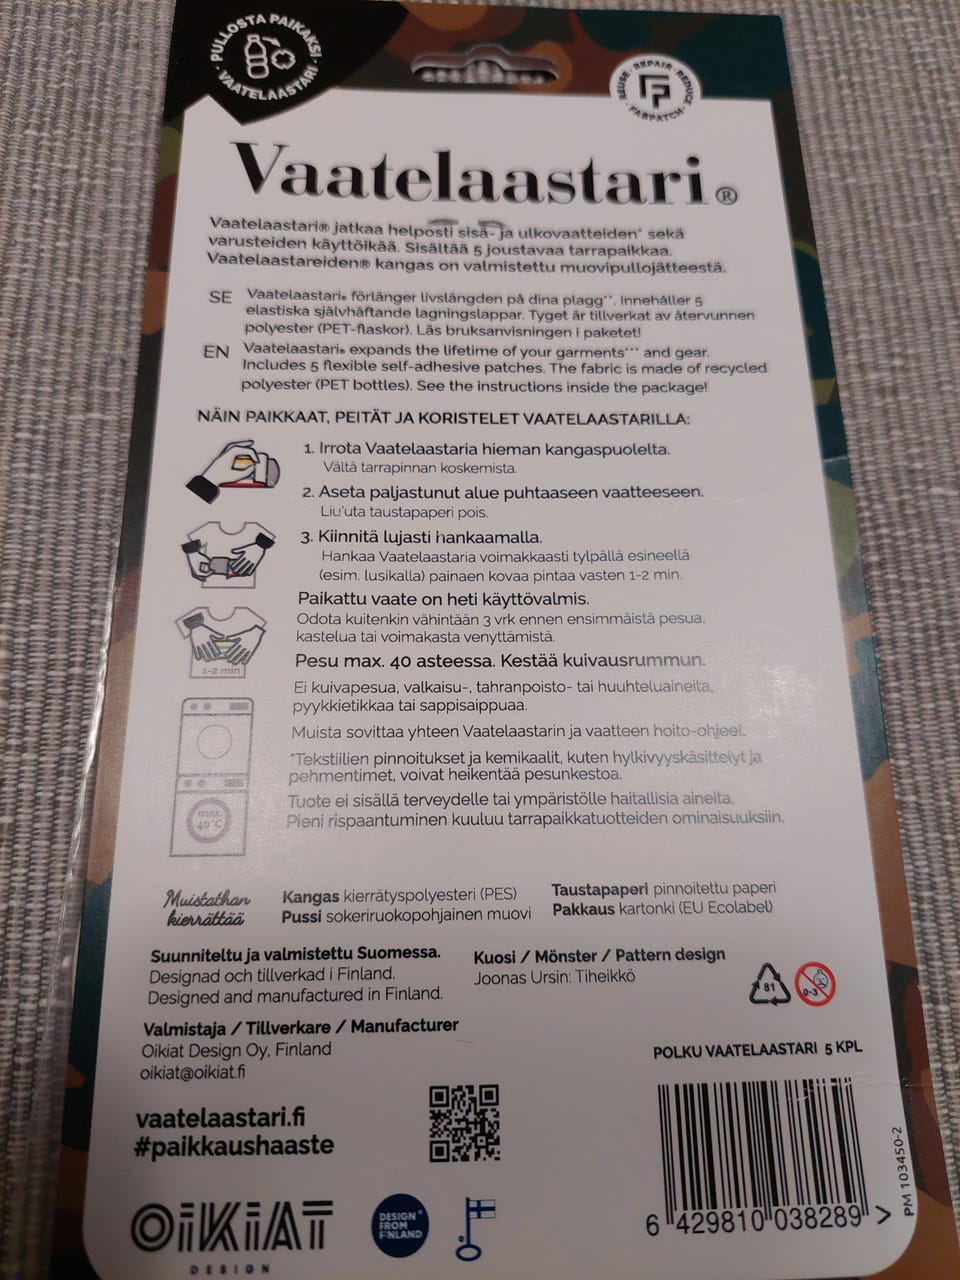 PULLOSTA PAIKAKSI
· VAATELAASTARI ·
REUSE · REPAIR · REDUCE
· FABPATCH ·
Vaatelaastari®
Vaatelaastari® jatkaa helposti sisä- ja ulkovaatteiden* sekä
varusteiden käyttöikää. Sisältää 5 joustavaa tarrapaikkaa.
Vaatelaastareiden® kangas on valmistettu muovipullojätteestä.
SE Vaatelaastari® förlänger livslängden på dina plagg**. Innehåller 5
elastiska självhäftande lagningslappar. Tyget är tillverkat av återvunnen
polyester (PET-flaskor). Läs bruksanvisningen i paketet!
EN Vaatelaastari® expands the lifetime of your garments*** and gear.
Includes 5 flexible self-adhesive patches. The fabric is made of recycled
polyester (PET bottles). See the instructions inside the package!
NÄIN PAIKKAAT, PEITÄT JA KORISTELET VAATELAASTARILLA:
1. Irrota Vaatelaastaria hieman kangaspuolelta.
Vältä tarrapinnan koskemista.
2. Aseta paljastunut alue puhtaaseen vaatteeseen.
Liu'uta taustapaperi pois.
3. Kiinnitä lujasti hankaamalla.
Hankaa Vaatelaastaria voimakkaasti tylpällä esineellä
(esim. lusikalla) painaen kovaa pintaa vasten 1-2 min.
1-2 min
Paikattu vaate on heti käyttövalmis.
Odota kuitenkin vähintään 3 vrk ennen ensimmäistä pesua,
kastelua tai voimakasta venyttämistä.
Pesu max. 40 asteessa. Kestää kuivausrummun.
Ei kuivapesua, valkaisu-, tahranpoisto- tai huuhteluaineita,
pyykkietikkaa tai sappisaippuaa.
Muista sovittaa yhteen Vaatelaastarin ja vaatteen hoito-ohjeet.
*Tekstiilien pinnoitukset ja kemikaalit, kuten hylkivyyskäsittelyt ja
pehmentimet, voivat heikentää pesunkestoa.
max.
40°C
Tuote ei sisällä terveydelle tai ympäristölle haitallisia aineita.
Pieni rispaantuminen kuuluu tarrapaikkatuotteiden ominaisuuksiin.
Muistathan
kierrättää
Kangas kierrätyspolyesteri (PES)
Pussi sokeriruokopohjainen muovi
Taustapaperi pinnoitettu paperi
Pakkaus kartonki (EU Ecolabel)
Suunniteltu ja valmistettu Suomessa.
Designad och tillverkad i Finland.
Designed and manufactured in Finland.
Kuosi / Mönster / Pattern design
Joonas Ursin: Tiheikkö
81
0-3
Valmistaja / Tillverkare / Manufacturer
Oikiat Design Oy, Finland
oikiat@oikiat.fi
POLKU VAATELAASTARI 5 KPL
vaatelaastari.fi
#paikkaushaaste
OiKiAT
DESIGN
DESIGN
FROM
FINLAND
6 429810 038289 >
PM 103450-2